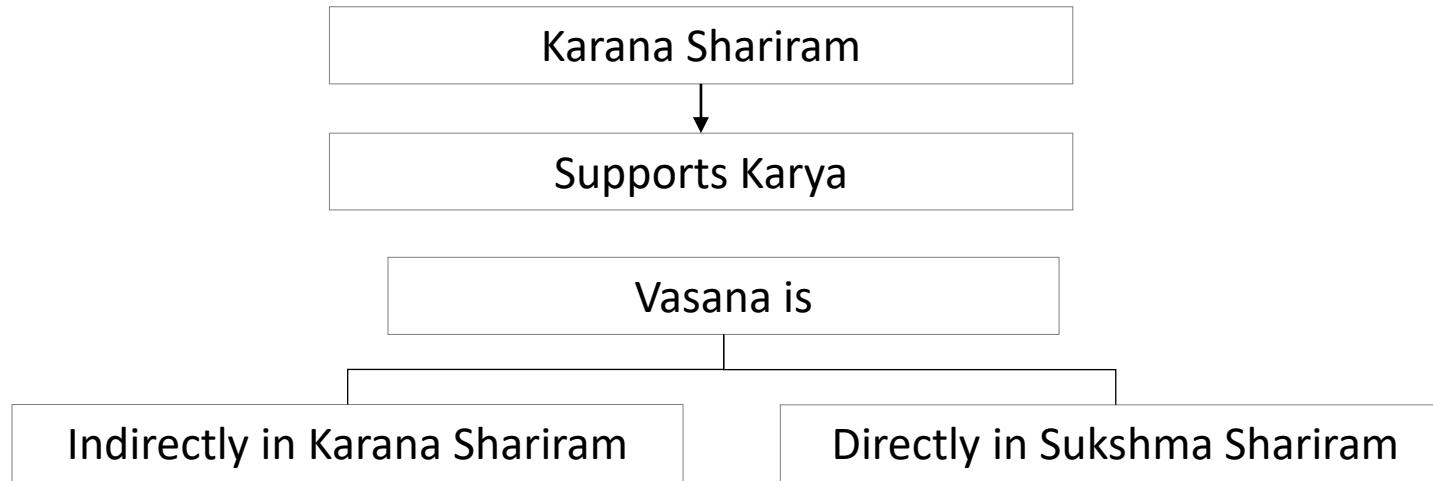 Karana Shariram
Supports Karya
Vasana is
Indirectly in Karana Shariram
Directly in Sukshma Shariram